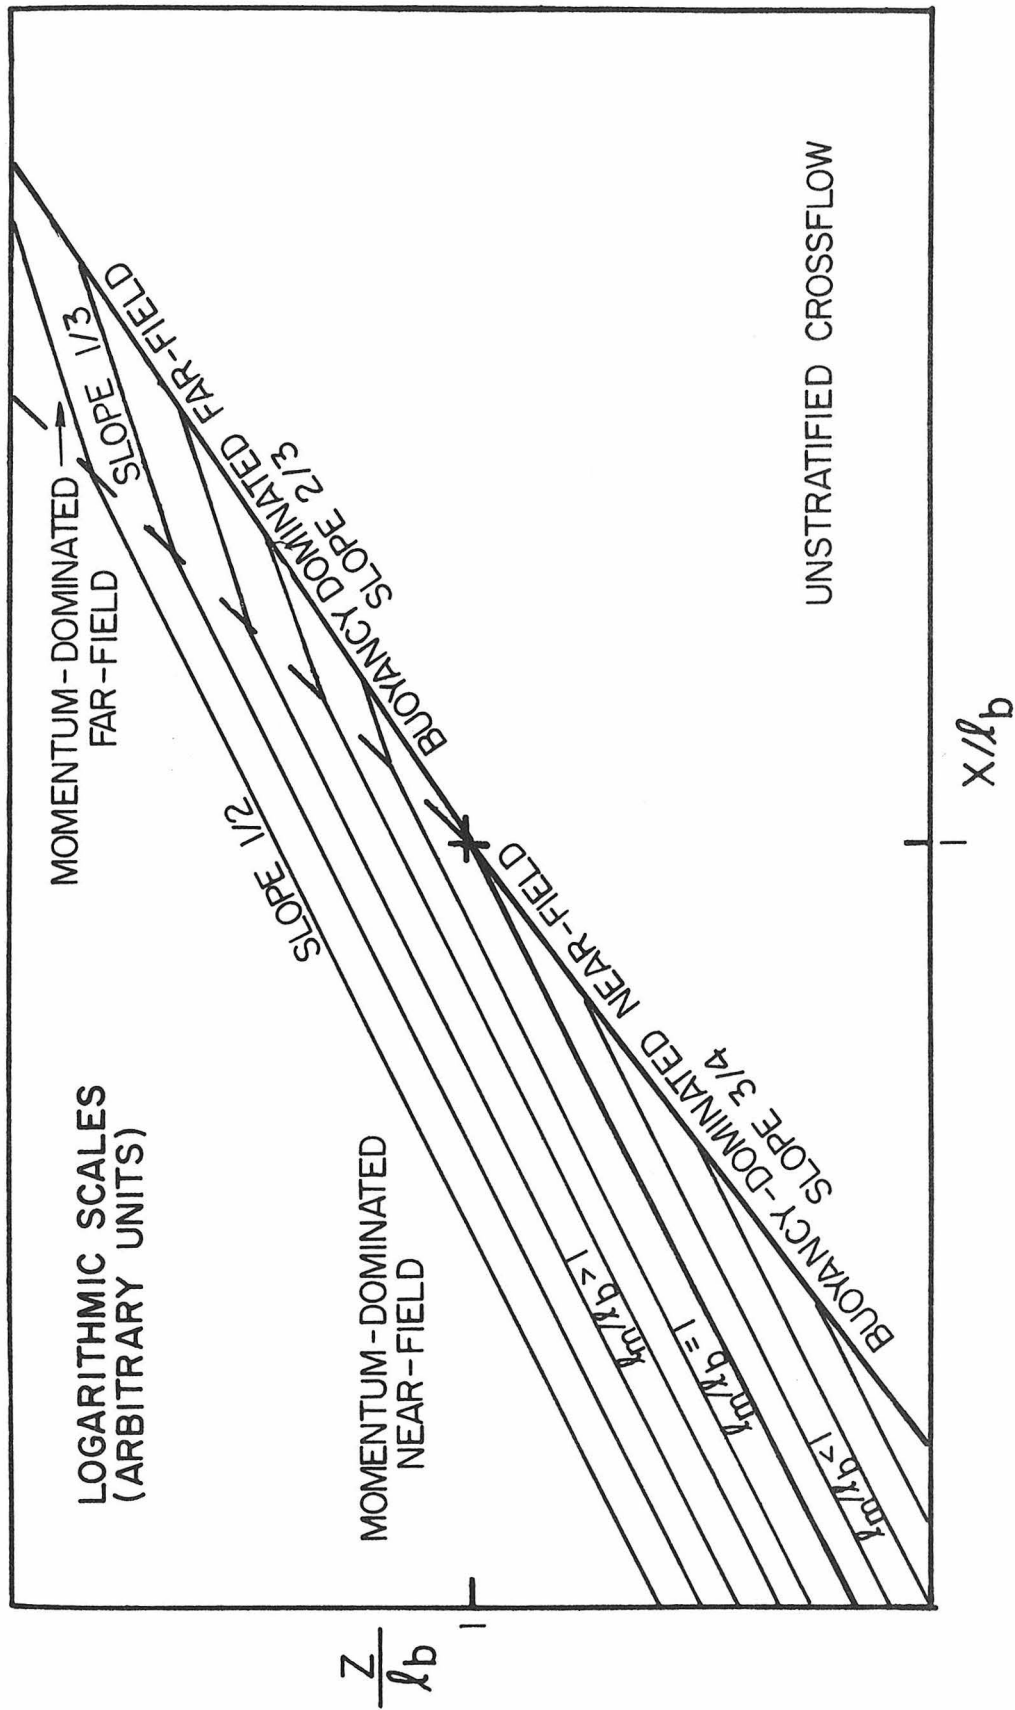 LOGARITHMIC SCALES
(ARBITRARY UNITS)
MOMENTUM-DOMINATED
FAR-FIELD
SLOPE 1/3
SLOPE 1/2
MOMENTUM-DOMINATED
NEAR-FIELD
BUOYANCY DOMINATED FAR-FIELD
SLOPE 2/3
BUOYANCY-DOMINATED NEAR-FIELD
SLOPE 3/4
ℓm/ℓb > 1
ℓm/ℓb = 1
ℓm/ℓb < 1
UNSTRATIFIED CROSSFLOW
Z
ℓb
1
1
X/ℓb